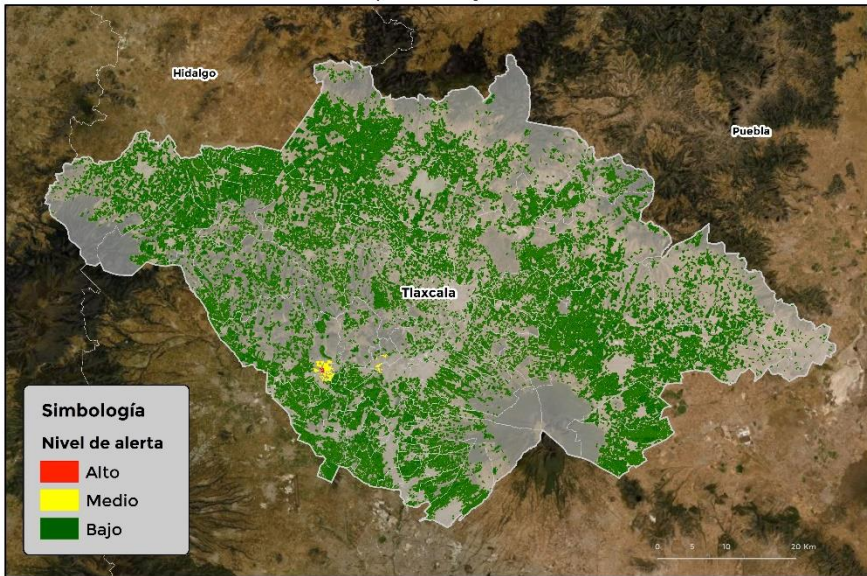 Hidalgo
Puebla
Tlaxcala
Simbología
Nivel de alerta
Alto
Medio
Bajo
0 5 10 20 Km